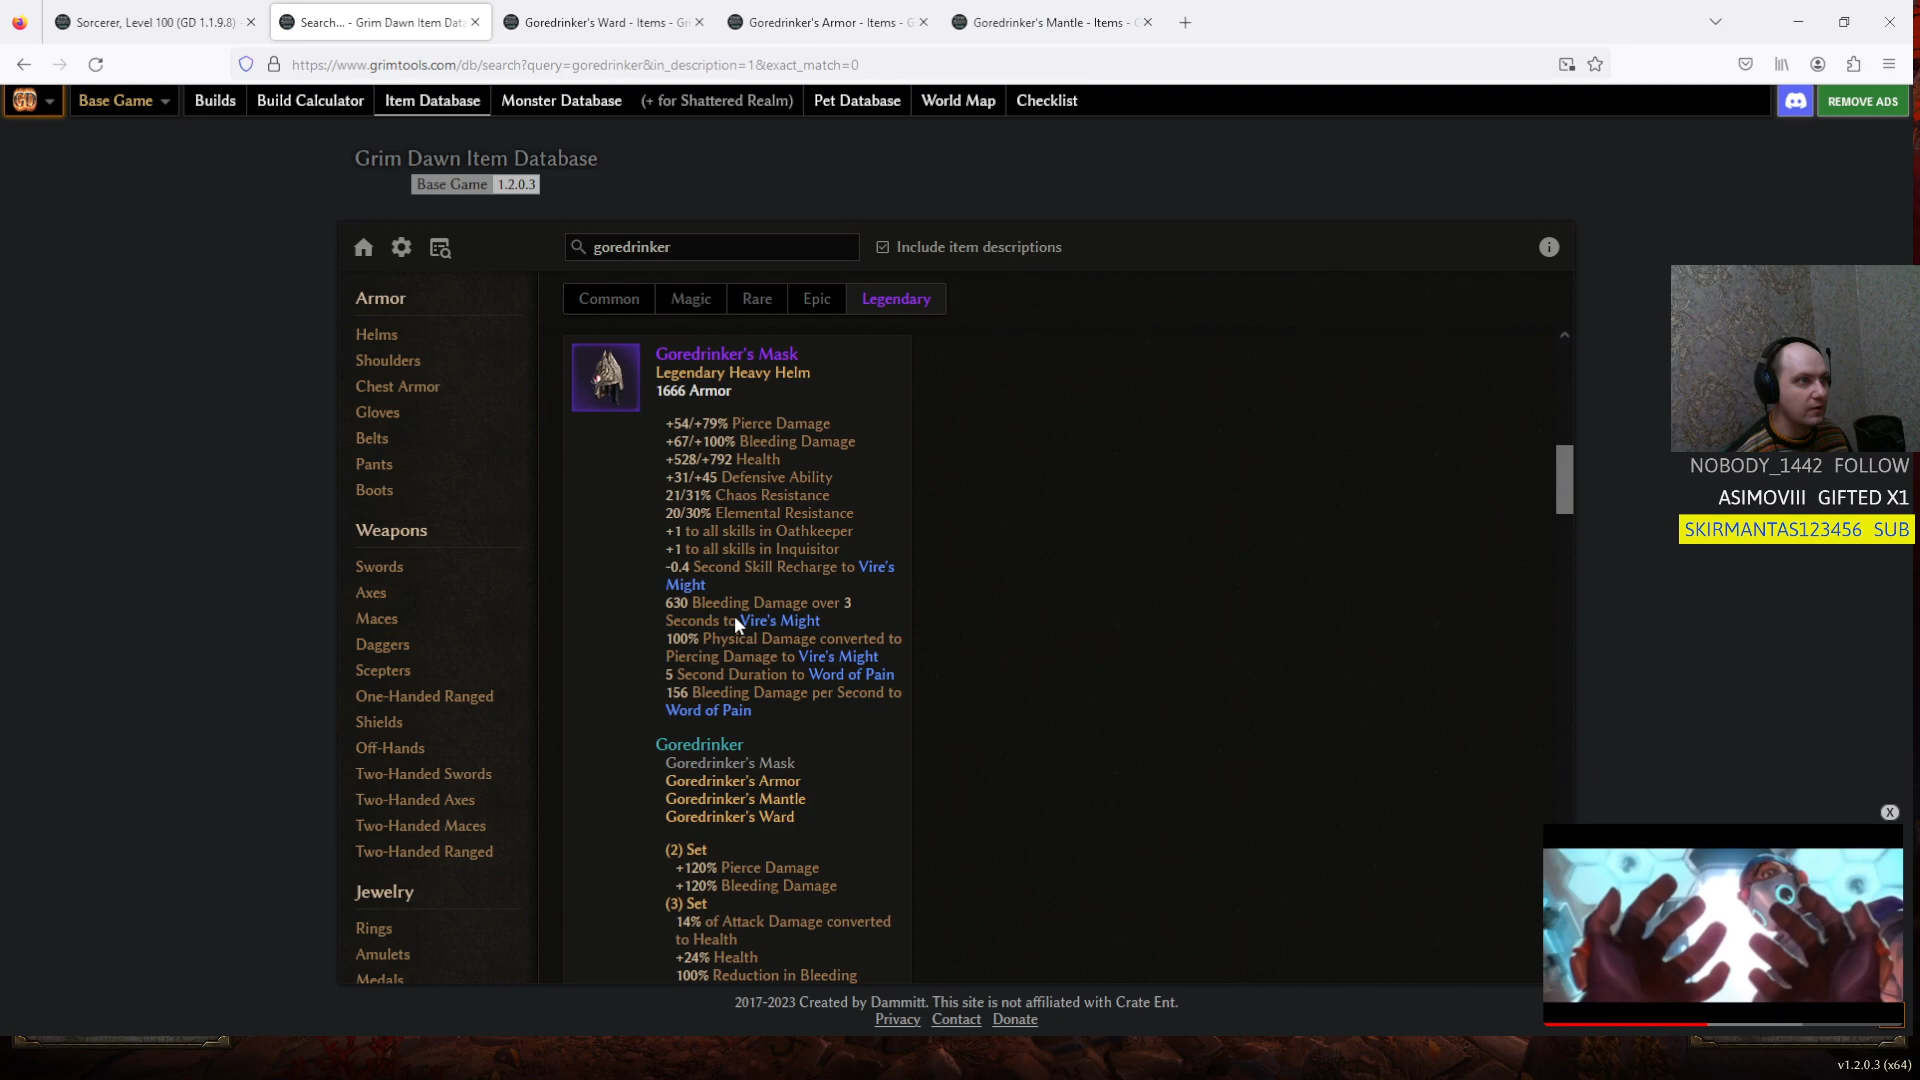 Sorcerer, Level 100 (GD 1.1.9.8)
Search... - Grim Dawn Item Data
Goredrinker's Ward - Items - Gri
Goredrinker's Armor - Items - G
Goredrinker's Mantle - Items -
https://www.grimtools.com/db/search?query=goredrinker&in_description=1&exact_match=0
GD
Base Game
Builds
Build Calculator
Item Database
Monster Database
(+ for Shattered Realm)
Pet Database
World Map
Checklist
REMOVE ADS
Grim Dawn Item Database
Base Game 1.2.0.3
goredrinker
Include item descriptions
Common
Magic
Rare
Epic
Legendary
Armor
Helms
Shoulders
Chest Armor
Gloves
Belts
Pants
Boots
Weapons
Swords
Axes
Maces
Daggers
Scepters
One-Handed Ranged
Shields
Off-Hands
Two-Handed Swords
Two-Handed Axes
Two-Handed Maces
Two-Handed Ranged
Jewelry
Rings
Amulets
Medals
Goredrinker's Mask
Legendary Heavy Helm
1666 Armor
+54/+79% Pierce Damage
+67/+100% Bleeding Damage
+528/+792 Health
+31/+45 Defensive Ability
21/31% Chaos Resistance
20/30% Elemental Resistance
+1 to all skills in Oathkeeper
+1 to all skills in Inquisitor
-0.4 Second Skill Recharge to Vire's
Might
630 Bleeding Damage over 3
Seconds to Vire's Might
100% Physical Damage converted to
Piercing Damage to Vire's Might
5 Second Duration to Word of Pain
156 Bleeding Damage per Second to
Word of Pain
Goredrinker
Goredrinker's Mask
Goredrinker's Armor
Goredrinker's Mantle
Goredrinker's Ward
(2) Set
+120% Pierce Damage
+120% Bleeding Damage
(3) Set
14% of Attack Damage converted
to Health
+24% Health
100% Reduction in Bleeding
2017-2023 Created by Dammitt. This site is not affiliated with Crate Ent.
Privacy Contact Donate
NOBODY_1442 FOLLOW
ASIMOVIII GIFTED X1
SKIRMANTAS123456 SUB
X
v1.2.0.3 (x64)